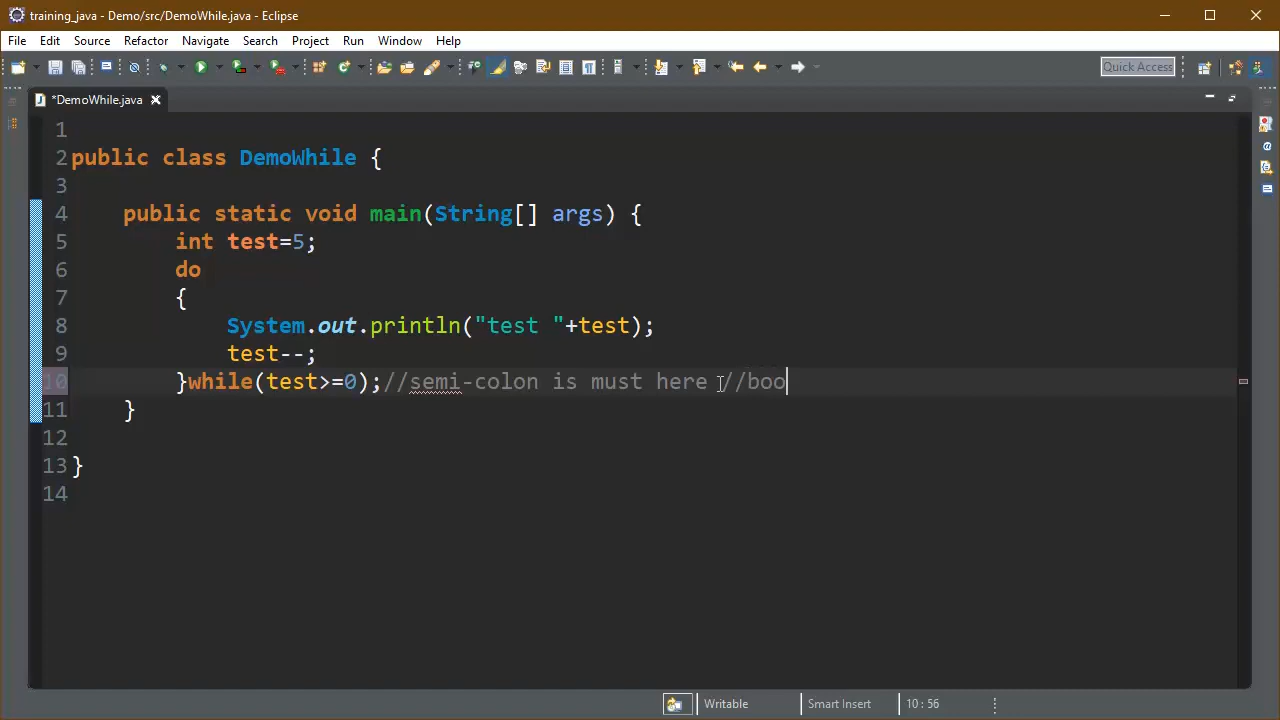 training_java - Demo/src/DemoWhile.java - Eclipse
File Edit Source Refactor Navigate Search Project Run Window Help
Quick Access
*DemoWhile.java
1
2 public class DemoWhile {
3
4 public static void main(String[] args) {
5 int test=5;
6 do
7 {
8 System.out.println("test "+test);
9 test--;
10 }while(test>=0);//semi-colon is must here //boo
11 }
12
13 }
14
Writable Smart Insert 10 : 56